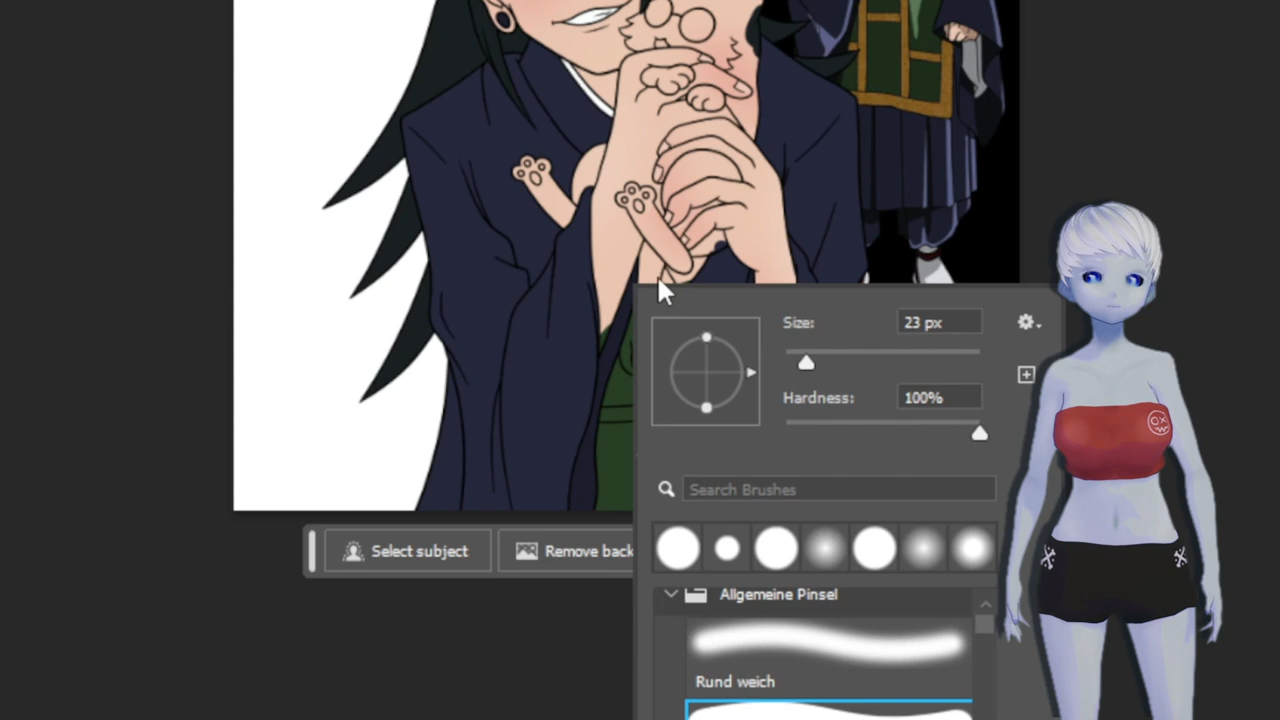 Size:
23 px
Hardness:
100%
Search Brushes
Select subject
Remove back
Allgemeine Pinsel
Rund weich